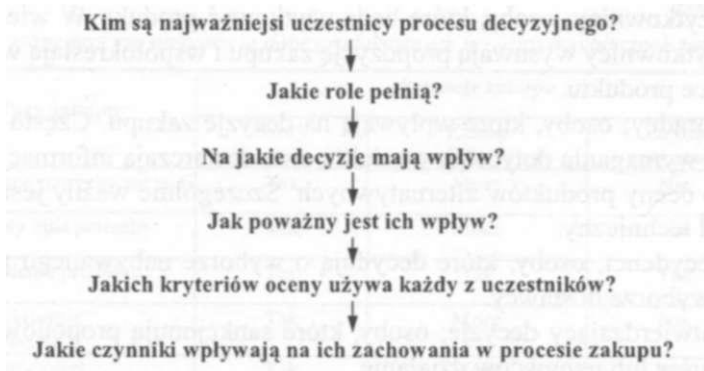 Kim są najważniejsi uczestnicy procesu decyzyjnego?
Jakie role pełnią?
Na jakie decyzje mają wpływ?
Jak poważny jest ich wpływ?
Jakich kryteriów oceny używa każdy z uczestników?
Jakie czynniki wpływają na ich zachowania w procesie zakupu?